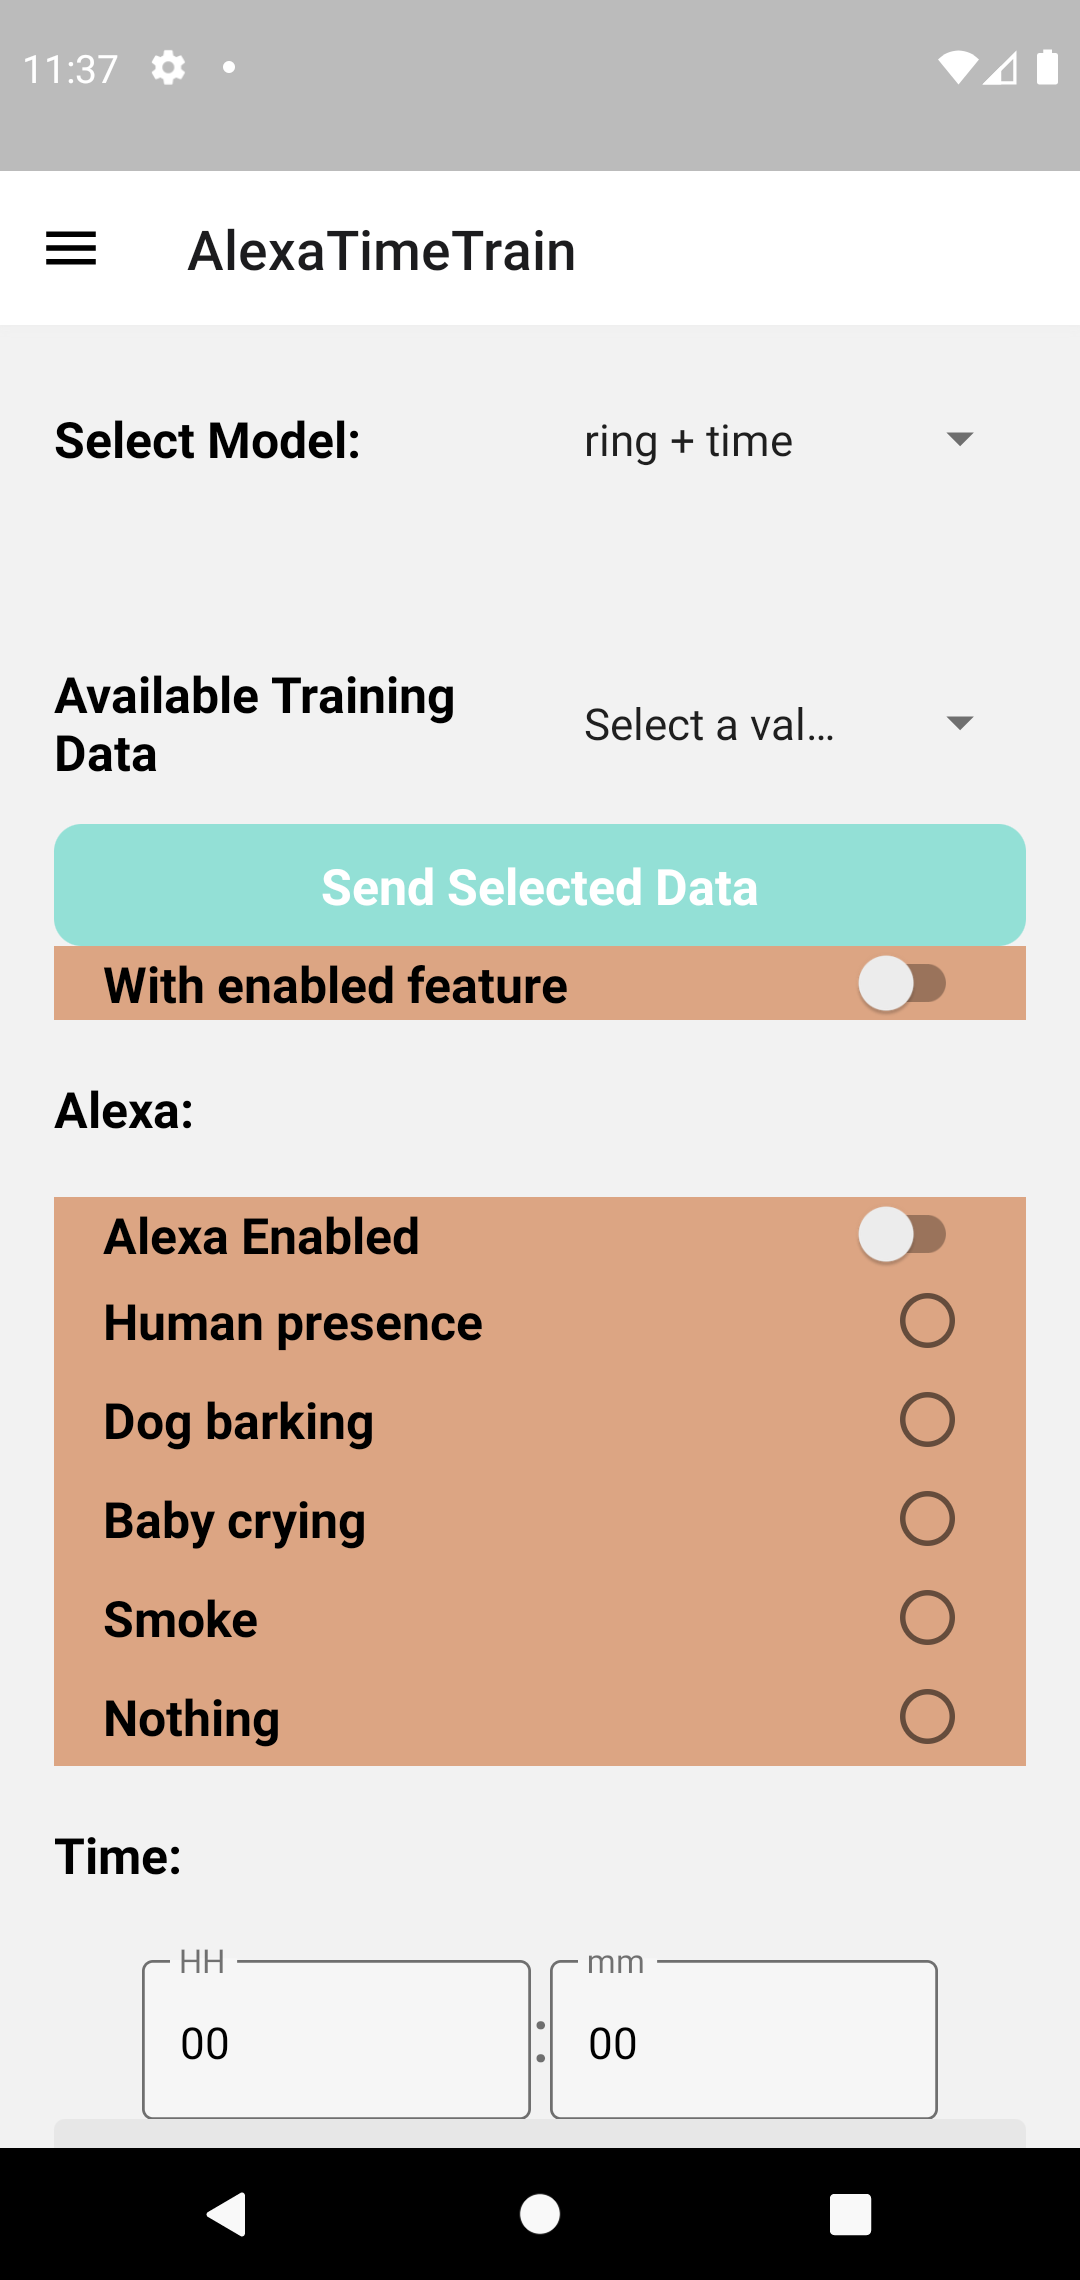 11:37
AlexaTimeTrain
Select Model:
ring + time
Available Training
Data
Select a val...
Send Selected Data
With enabled feature
Alexa:
Alexa Enabled
Human presence
Dog barking
Baby crying
Smoke
Nothing
Time:
HH
mm
00 : 00